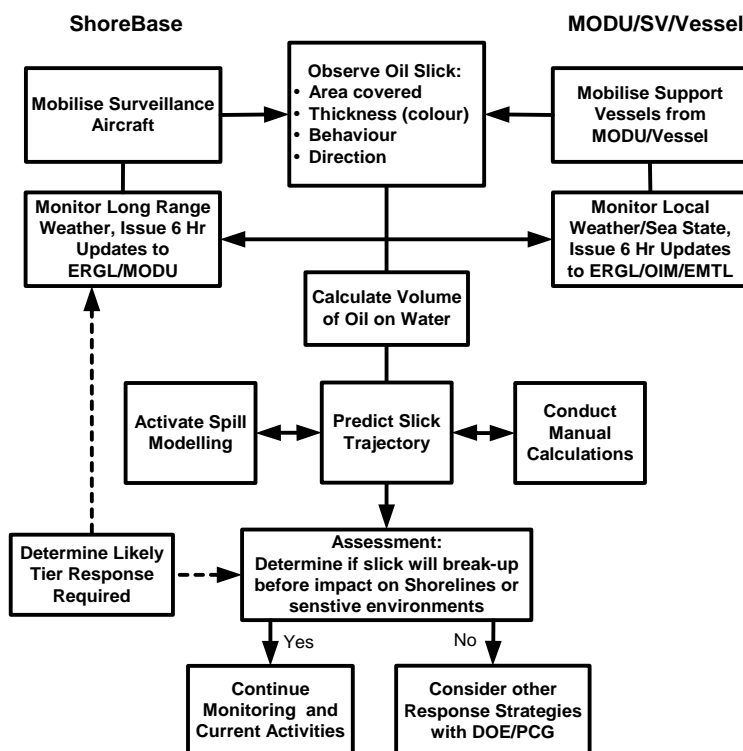 ShoreBase
MODU/SV/Vessel
Mobilise Surveillance
Aircraft
Observe Oil Slick:
• Area covered
• Thickness (colour)
• Behaviour
• Direction
Mobilise Support
Vessels from
MODU/Vessel
Monitor Long Range
Weather, Issue 6 Hr
Updates to
ERGL/MODU
Monitor Local
Weather/Sea State,
Issue 6 Hr Updates
to ERGL/OIM/EMTL
Calculate Volume
of Oil on Water
Activate Spill
Modelling
Predict Slick
Trajectory
Conduct
Manual
Calculations
Determine Likely
Tier Response
Required
Assessment:
Determine if slick will break-up
before impact on Shorelines or
senstive environments
Yes
No
Continue
Monitoring and
Current Activities
Consider other
Response Strategies
with DOE/PCG